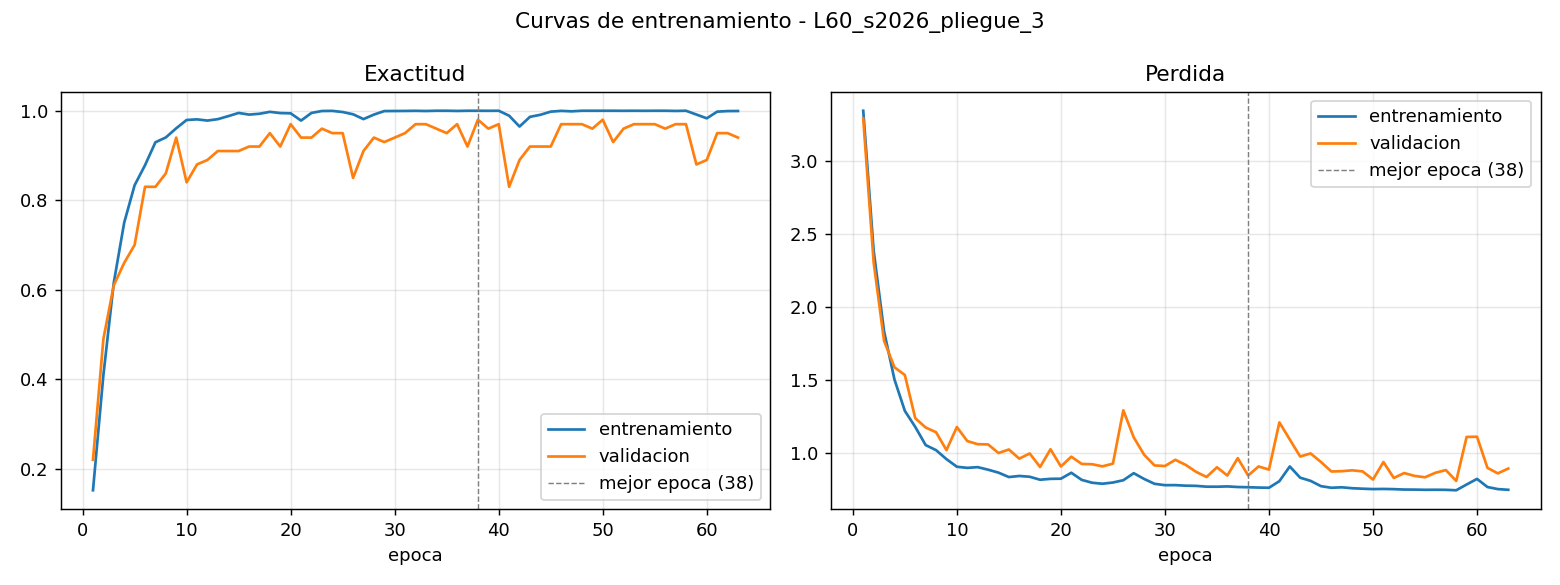 Curvas de entrenamiento - L60_s2026_pliegue_3
Exactitud
1.0
0.8
0.6
0.4
0.2
0
10
20
30
40
50
60
epoca
entrenamiento
validacion
mejor epoca (38)
Perdida
3.0
2.5
2.0
1.5
1.0
0
10
20
30
40
50
60
epoca
entrenamiento
validacion
mejor epoca (38)